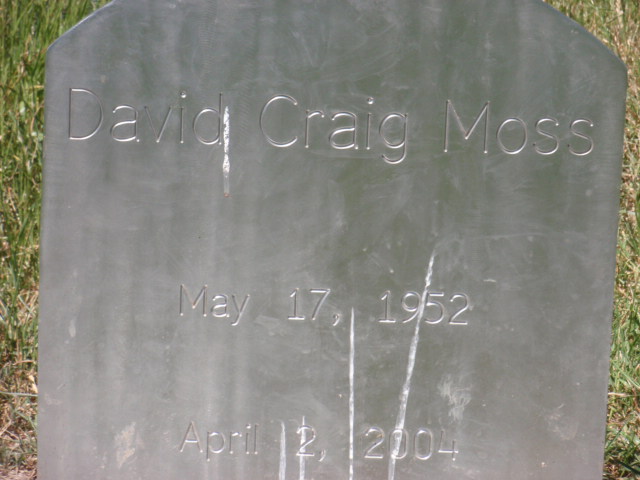 David Craig Moss
May 17, 1952
April 2, 2004